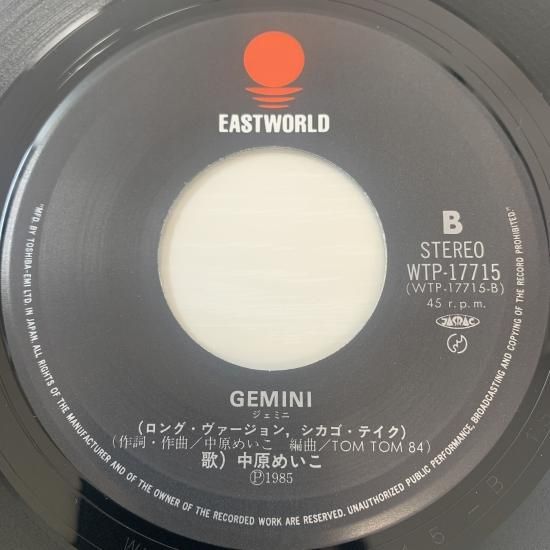 EASTWORLD
B
STEREO
WTP-17715
(WTP-17715-B)
45 r.p.m.
JASRAC
GEMINI
ジェミニ
(ロング・ヴァージョン, シカゴ・テイク)
(作詞・作曲/中原めいこ 編曲/TOM TOM 84)
歌) 中原めいこ
Ⓟ1985
"MFD. BY TOSHIBA-EMI LTD. IN JAPAN. ALL RIGHTS OF THE MANUFACTURER AND OF THE OWNER OF THE RECORDED WORK ARE RESERVED. UNAUTHORIZED PUBLIC PERFORMANCE, BROADCASTING AND COPYING OF THE RECORD PROHIBITED."